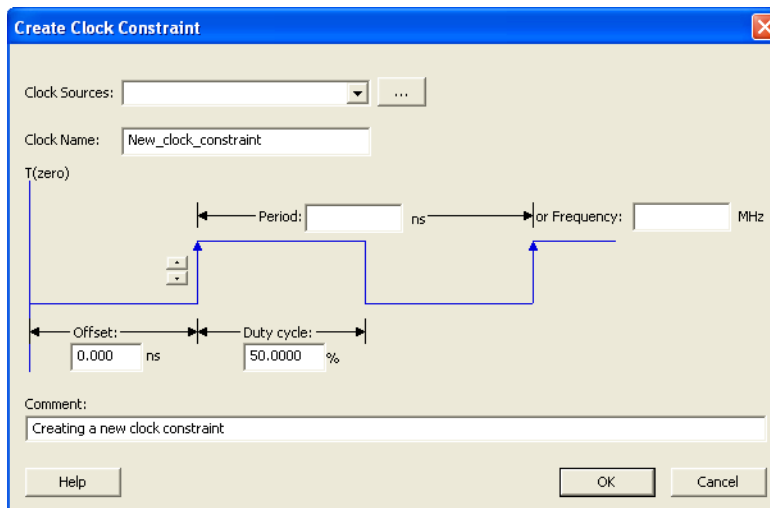 Create Clock Constraint
Clock Sources:
...
Clock Name: New_clock_constraint
T(zero)
Period: ns or Frequency: MHz
Offset: Duty cycle:
0.000 ns 50.0000 %
Comment:
Creating a new clock constraint
Help OK Cancel